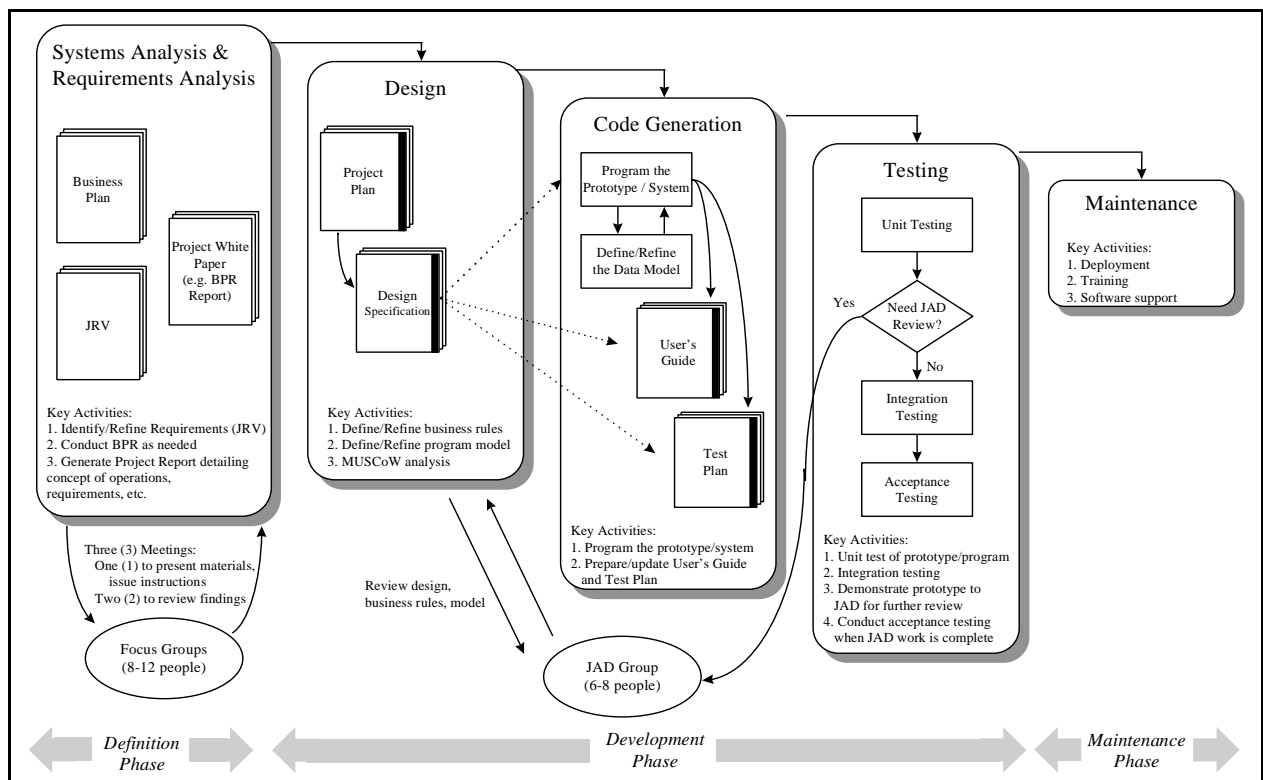 Systems Analysis &
Requirements Analysis
Business
Plan
Project White
Paper
(e.g. BPR
Report)
JRV
Key Activities:
1. Identify/Refine Requirements (JRV)
2. Conduct BPR as needed
3. Generate Project Report detailing
concept of operations,
requirements, etc.
Three (3) Meetings:
One (1) to present materials,
issue instructions
Two (2) to review findings
Focus Groups
(8-12 people)
Design
Project
Plan
Design
Specification
Key Activities:
1. Define/Refine business rules
2. Define/Refine program model
3. MUSCoW analysis
Review design,
business rules, model
JAD Group
(6-8 people)
Code Generation
Program the
Prototype / System
Define/Refine
the Data Model
User's
Guide
Test
Plan
Key Activities:
1. Program the prototype/system
2. Prepare/update User's Guide
and Test Plan
Testing
Unit Testing
Yes
Need JAD
Review?
No
Integration
Testing
Acceptance
Testing
Key Activities:
1. Unit test of prototype/program
2. Integration testing
3. Demonstrate prototype to
JAD for further review
4. Conduct acceptance testing
when JAD work is complete
Maintenance
Key Activities:
1. Deployment
2. Training
3. Software support
Definition
Phase
Development
Phase
Maintenance
Phase